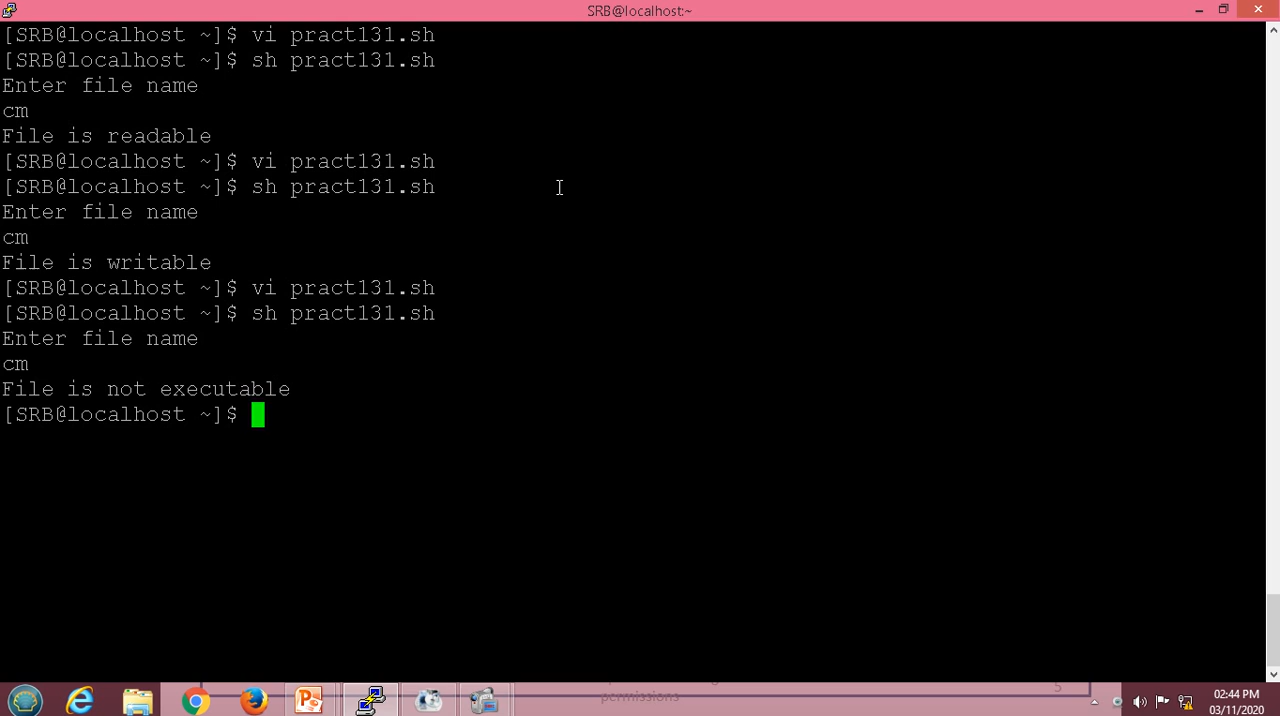 SRB@localhost:~
[SRB@localhost ~]$ vi pract131.sh
[SRB@localhost ~]$ sh pract131.sh
Enter file name
cm
File is readable
[SRB@localhost ~]$ vi pract131.sh
[SRB@localhost ~]$ sh pract131.sh
Enter file name
cm
File is writable
[SRB@localhost ~]$ vi pract131.sh
[SRB@localhost ~]$ sh pract131.sh
Enter file name
cm
File is not executable
[SRB@localhost ~]$
permissions
5
02:44 PM
03/11/2020